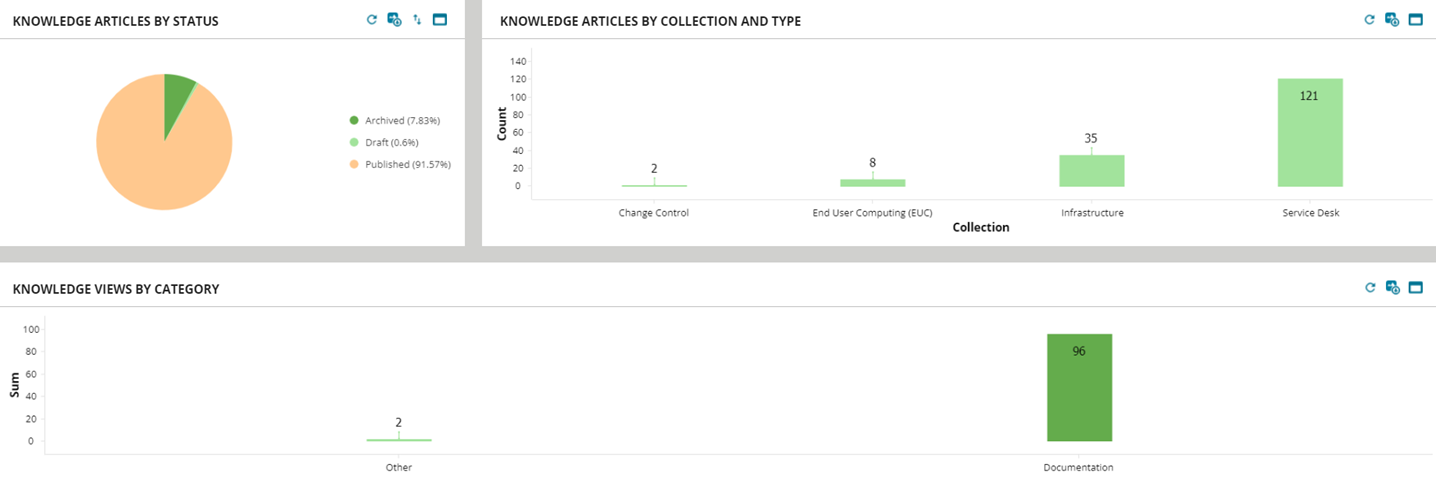 KNOWLEDGE ARTICLES BY STATUS
Archived (7.83%)
Draft (0.6%)
Published (91.57%)
KNOWLEDGE ARTICLES BY COLLECTION AND TYPE
Count
140
120
100
80
60
40
20
0
2
8
35
121
Change Control
End User Computing (EUC)
Infrastructure
Service Desk
Collection
KNOWLEDGE VIEWS BY CATEGORY
Sum
100
80
60
40
20
0
2
96
Other
Documentation